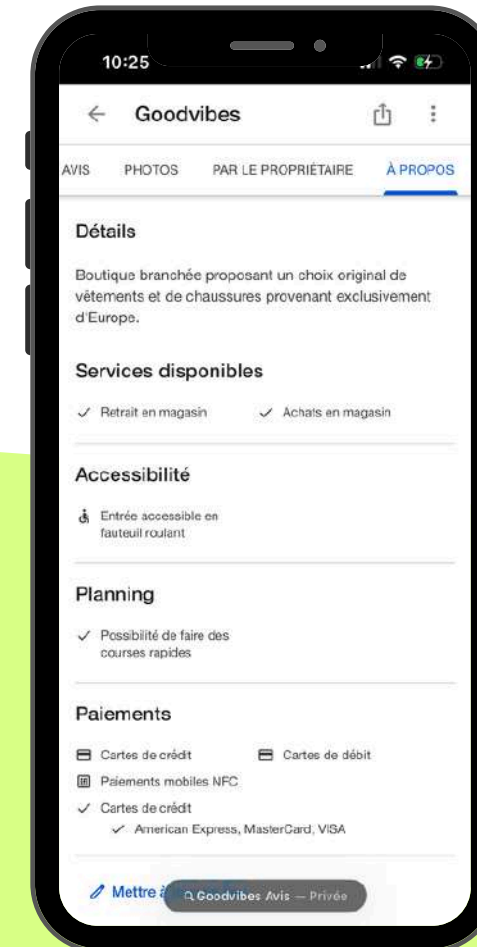 10:25
Goodvibes
AVIS PHOTOS PAR LE PROPRIÉTAIRE À PROPOS
Détails
Boutique branchée proposant un choix original de
vêtements et de chaussures provenant exclusivement
d'Europe.
Services disponibles
Retrait en magasin Achats en magasin
Accessibilité
Entrée accessible en
fauteuil roulant
Planning
Possibilité de faire des
courses rapides
Paiements
Cartes de crédit Cartes de débit
Paiements mobiles NFC
Cartes de crédit
American Express, MasterCard, VISA
Mettre à
Goodvibes Avis — Privée